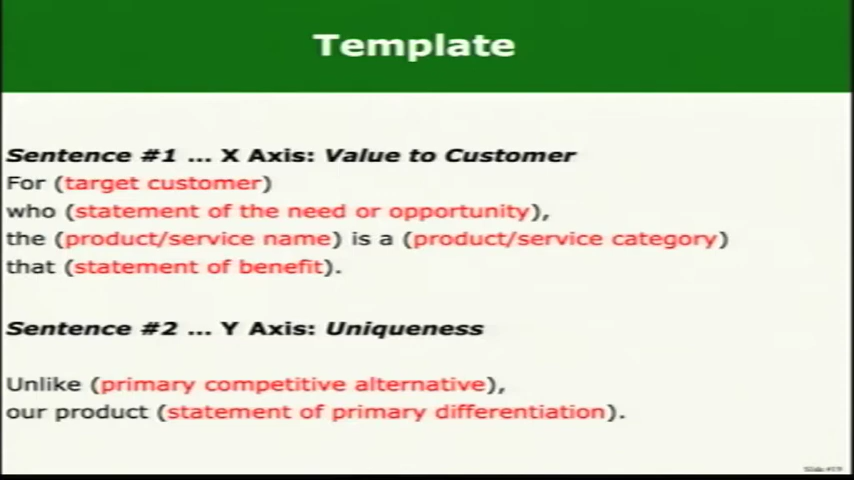 Template
Sentence #1 ... X Axis: Value to Customer
For (target customer)
who (statement of the need or opportunity),
the (product/service name) is a (product/service category)
that (statement of benefit).
Sentence #2 ... Y Axis: Uniqueness
Unlike (primary competitive alternative),
our product (statement of primary differentiation).